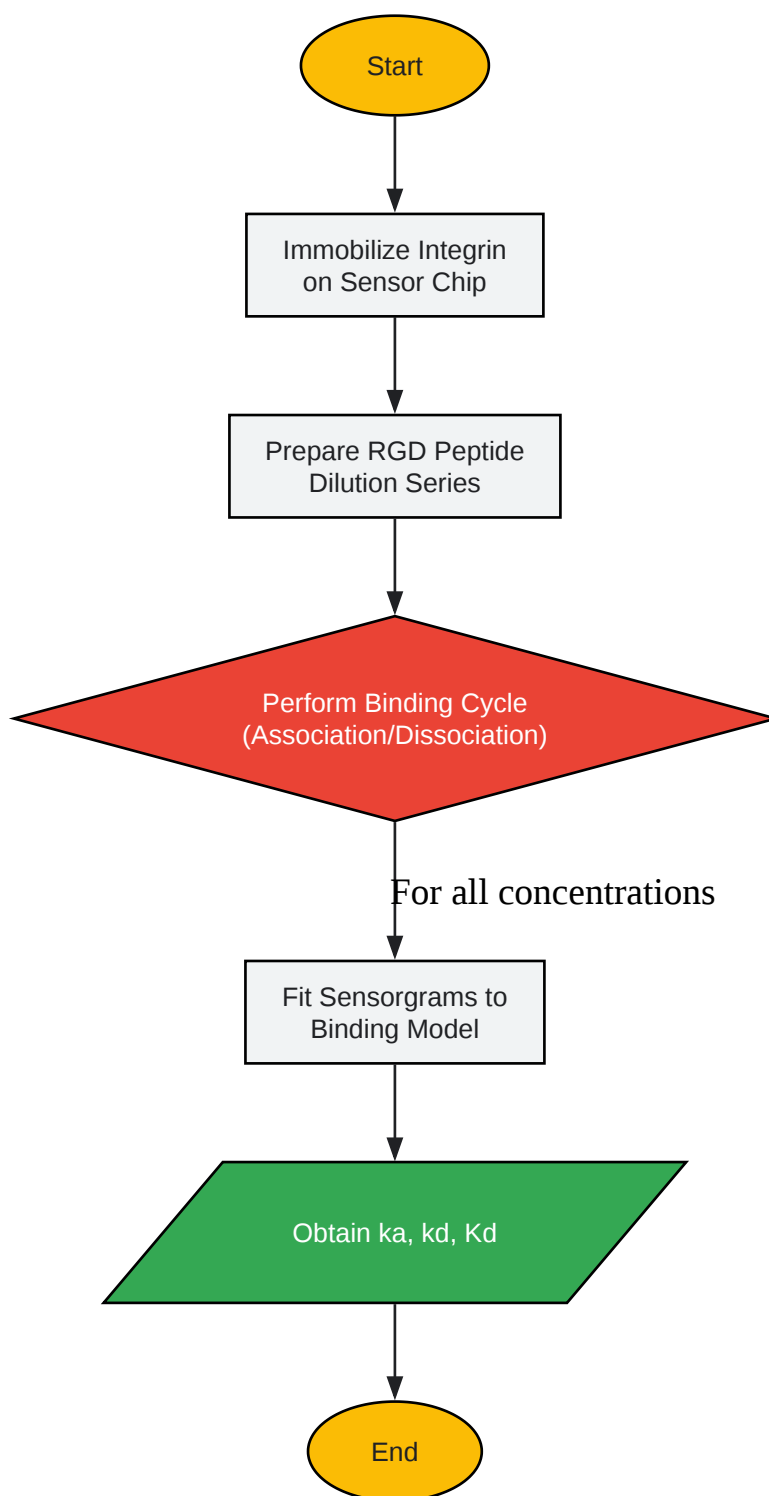 Start
Immobilize Integrin
on Sensor Chip
Prepare RGD Peptide
Dilution Series
Perform Binding Cycle
(Association/Dissociation)
For all concentrations
Fit Sensorgrams to
Binding Model
Obtain ka, kd, Kd
End